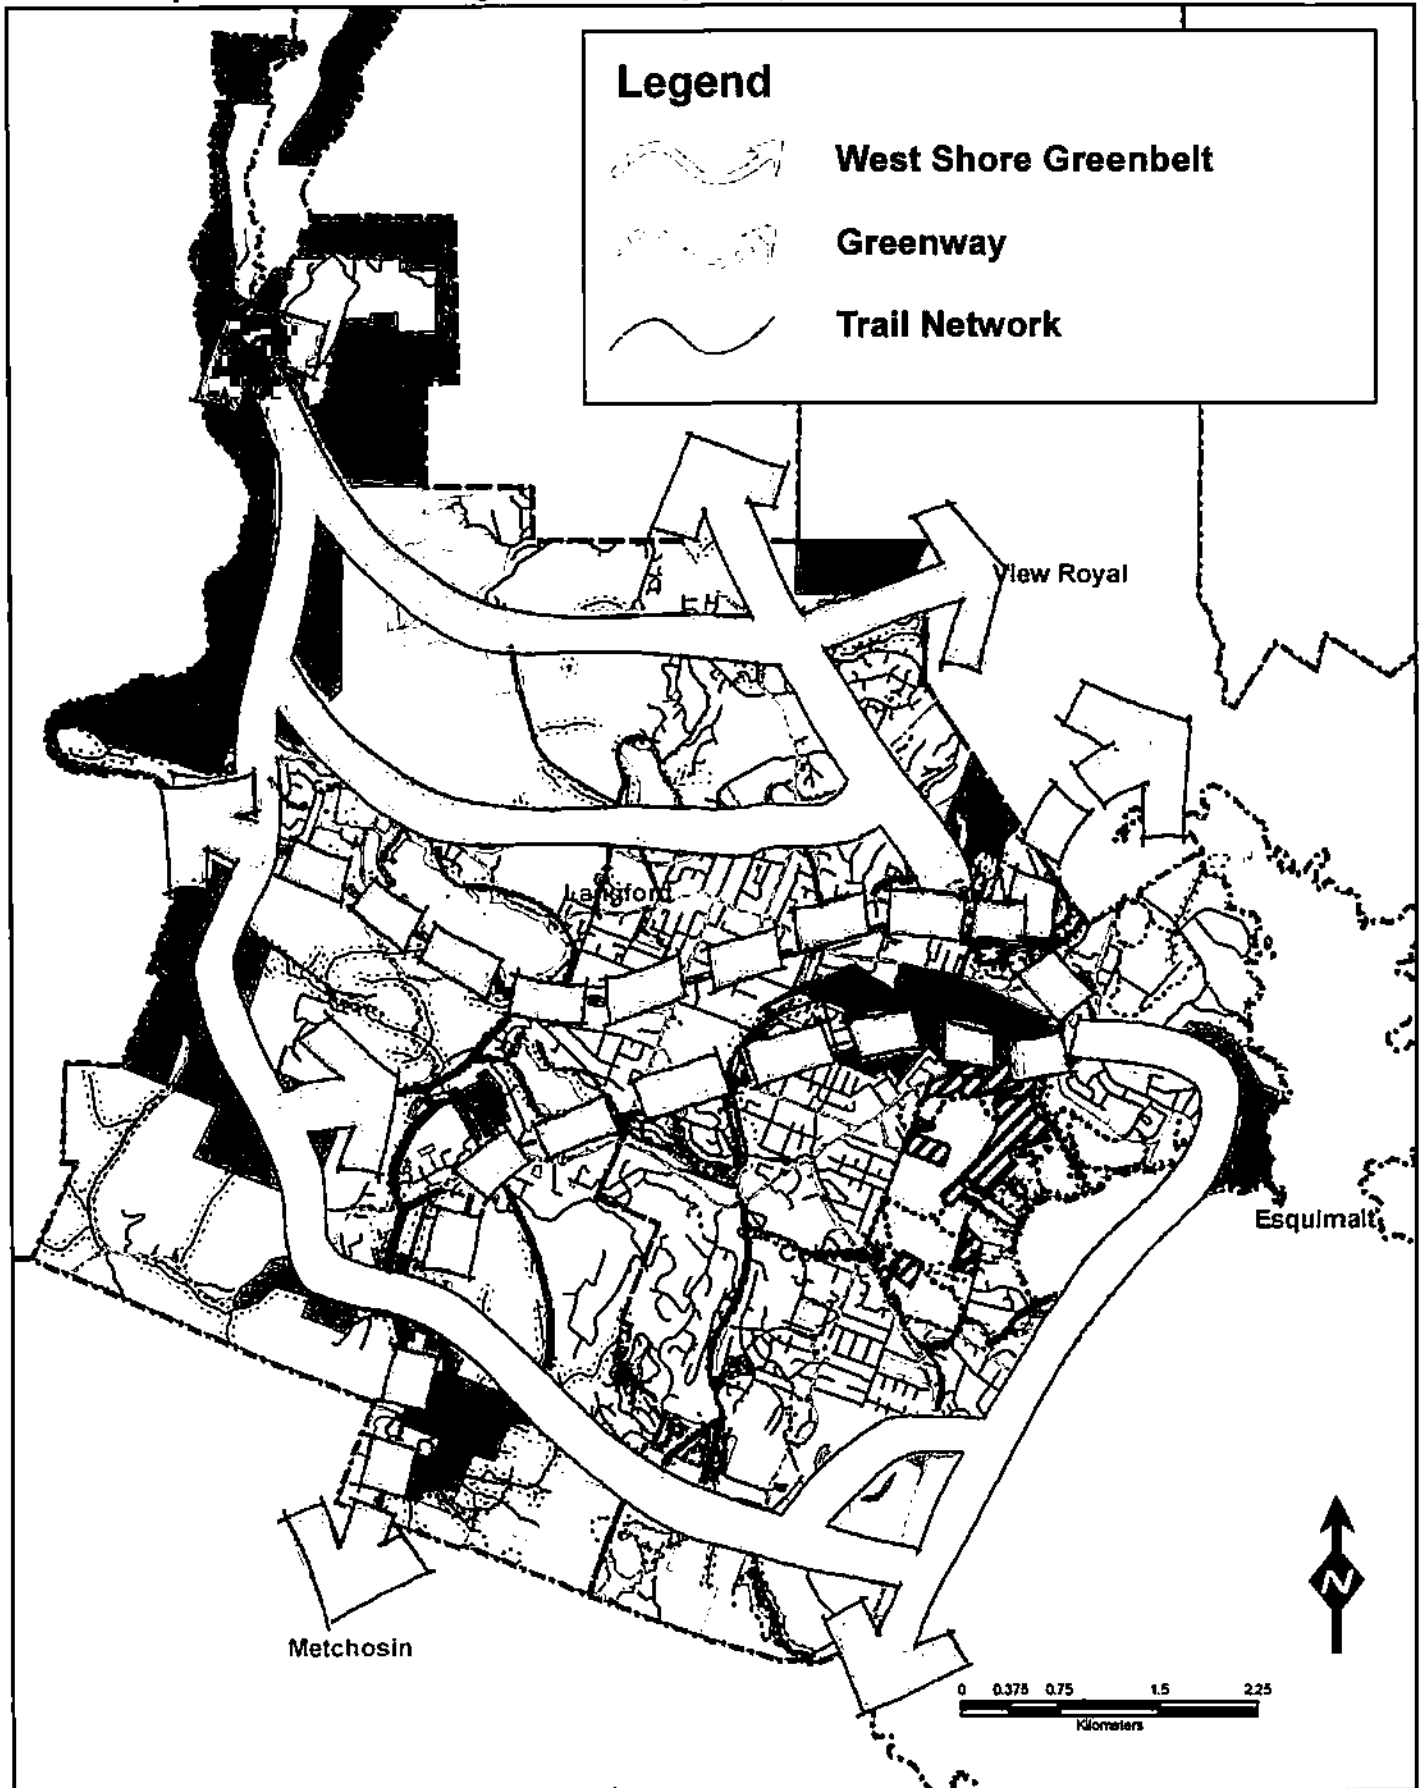 Legend
West Shore Greenbelt
Greenway
Trail Network
View Royal
Langford
Esquimalt
Metchosin
N
0 0.375 0.75 1.5 2.25
Kilometers